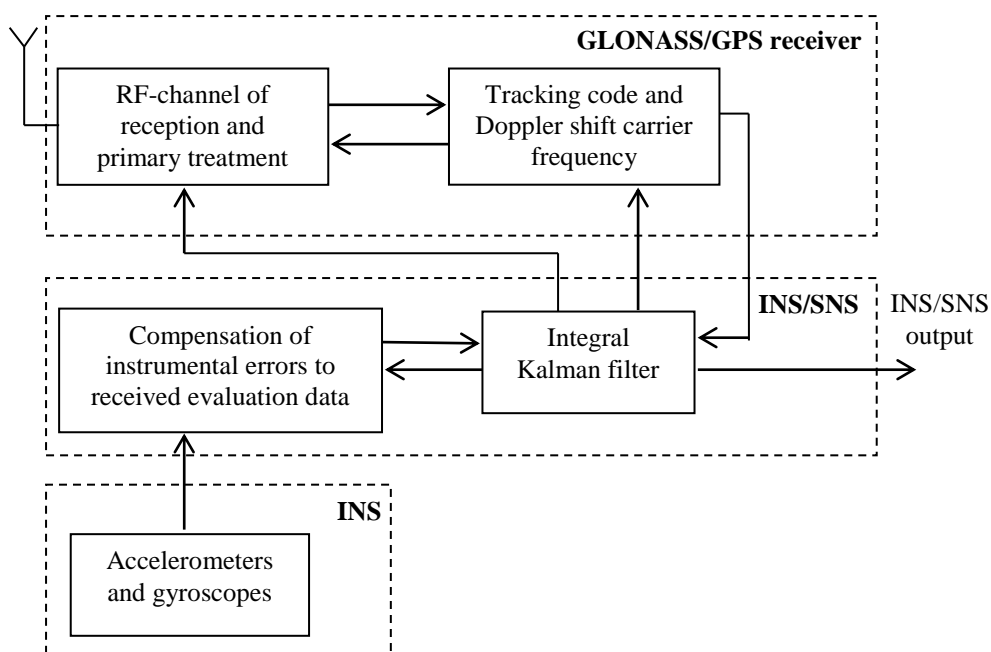 GLONASS/GPS receiver
RF-channel of
reception and
primary treatment
Tracking code and
Doppler shift carrier
frequency
INS/SNS
INS/SNS
output
Compensation of
instrumental errors to
received evaluation data
Integral
Kalman filter
INS
Accelerometers
and gyroscopes